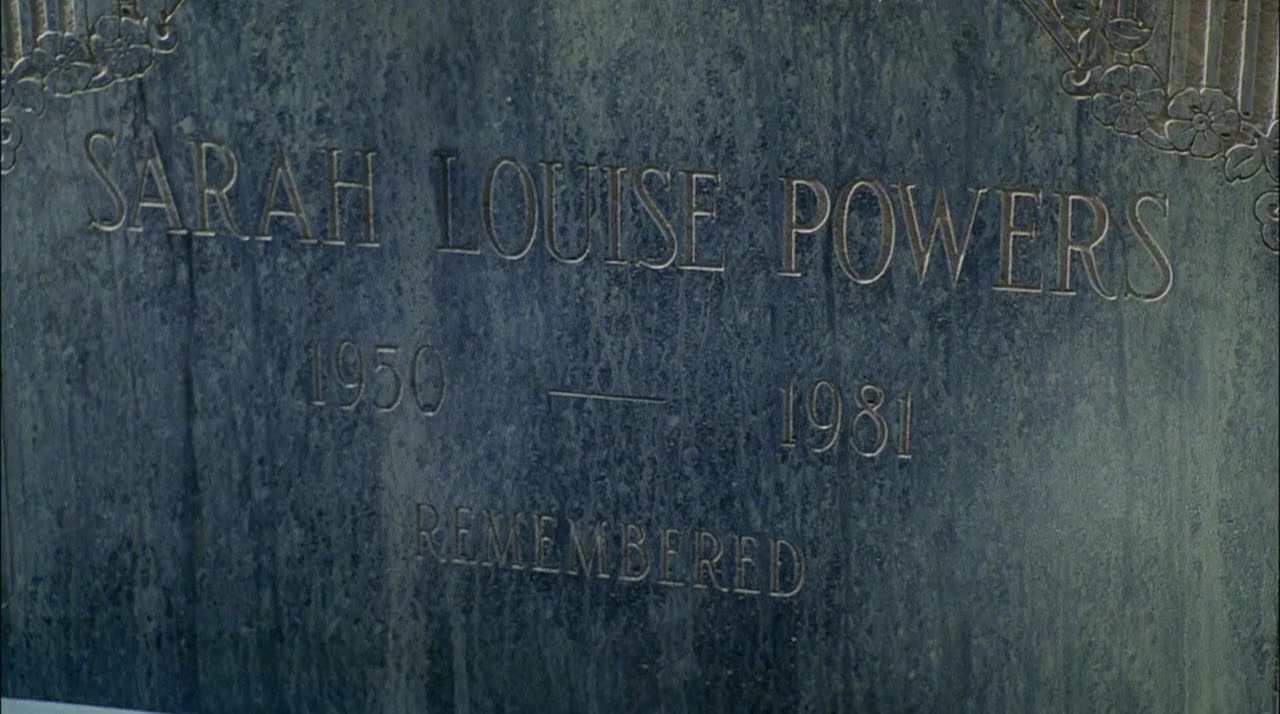 SARAH LOUISE POWERS
1950 — 1981
REMEMBERED